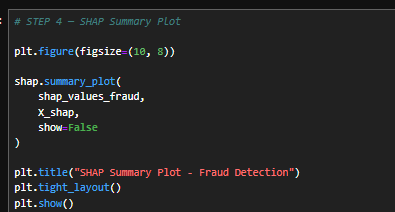 # STEP 4 — SHAP Summary Plot
plt.figure(figsize=(10, 8))
shap.summary_plot(
    shap_values_fraud,
    X_shap,
    show=False
)
plt.title("SHAP Summary Plot - Fraud Detection")
plt.tight_layout()
plt.show()